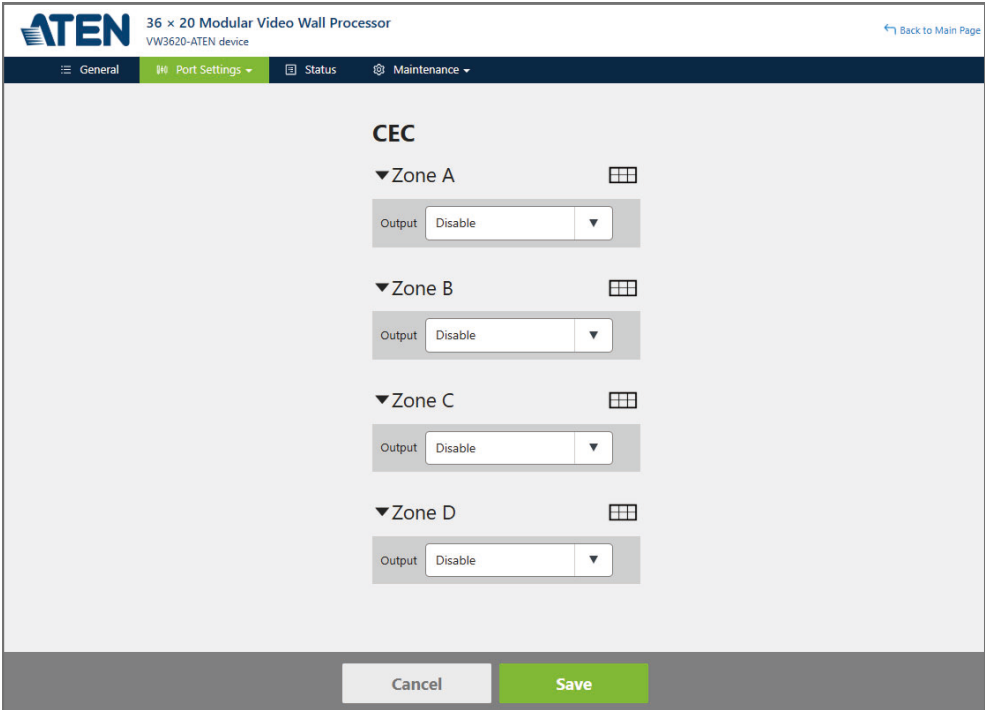 ATEN
36 × 20 Modular Video Wall Processor
VW3620-ATEN device
Back to Main Page
General Port Settings Status Maintenance
CEC
Zone A
Output Disable
Zone B
Output Disable
Zone C
Output Disable
Zone D
Output Disable
Cancel Save